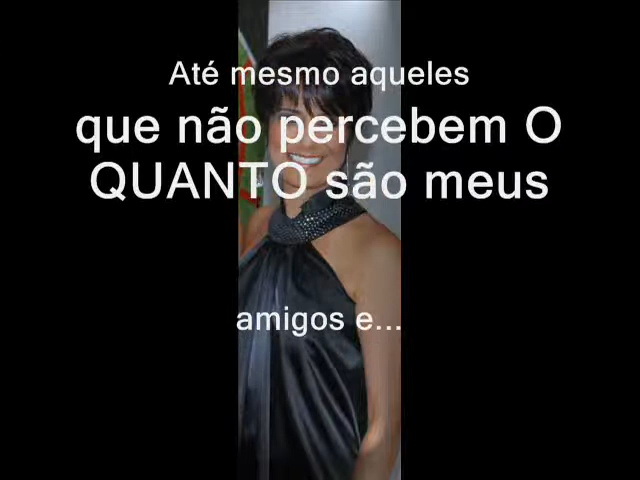 Até mesmo aqueles
que não percebem O
QUANTO são meus
amigos e...